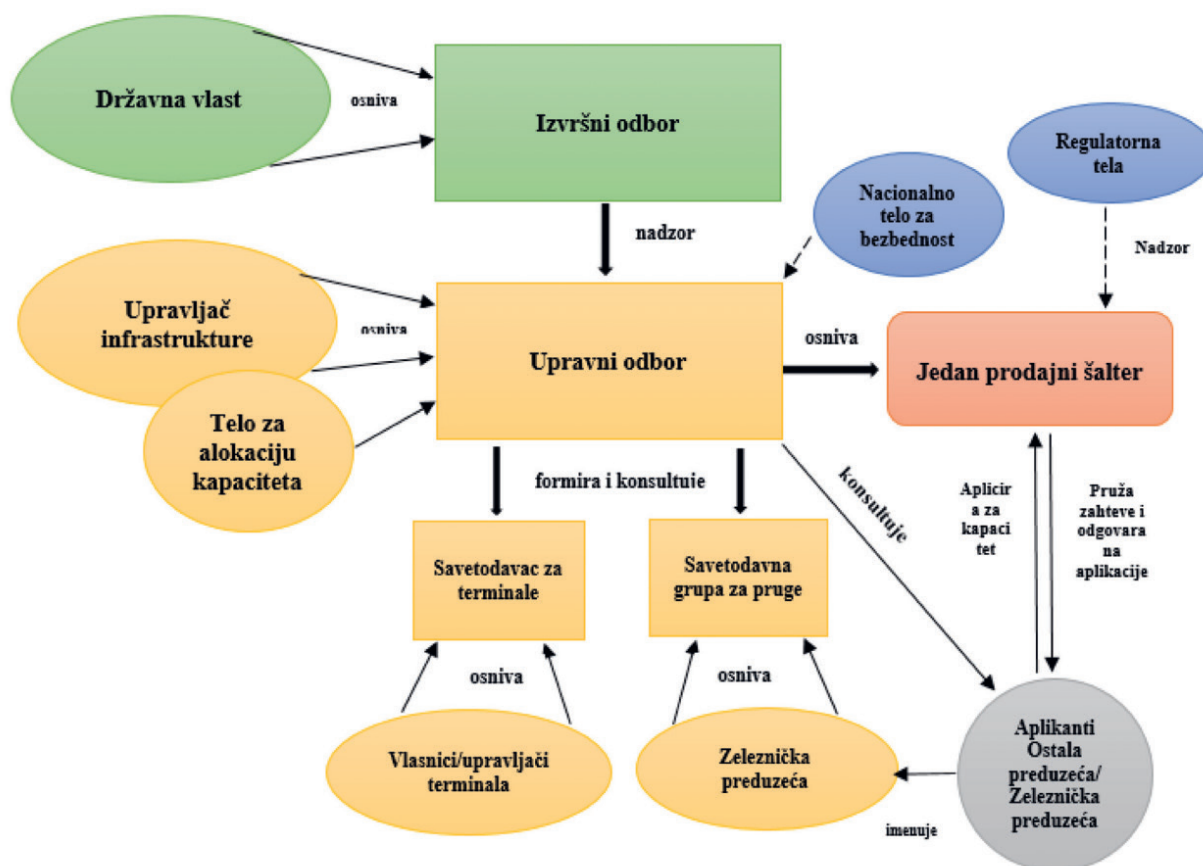 Državna vlast
osniva
Izvršni odbor
Regulatorna
tela
Nacionalno
telo za
bezbednost
nadzor
Nadzor
Upravljač
infrastrukture
osniva
Upravni odbor
osniva
Jedan prodajni šalter
Telo za
alokaciju
kapaciteta
formira i konsultuie
konsultuje
Aplicir
a za
kapaci
tet
Pruža
zahteve i
odgovara
na
aplikacije
Savetodavac za
terminale
Savetodavna
grupa za pruge
osniva
osniva
Vlasnici/upravljači
terminala
Zeleznička
preduzeća
imenuje
Aplikanti
Ostala
preduzeća/
Zeleznička
preduzeća